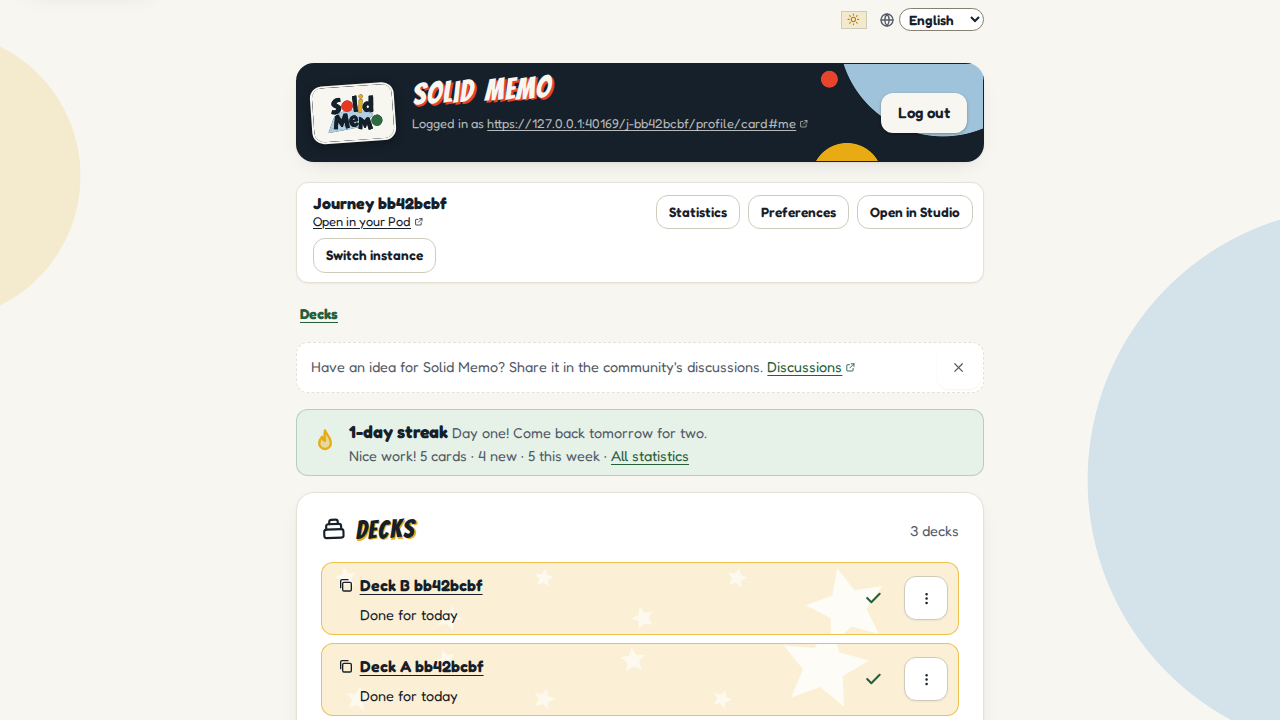 English
Solid Memo
SOLID MEMO
Logged in as https://127.0.0.1:40169/j-bb42bcbf/profile/card#me
Log out
Journey bb42bcbf
Open in your Pod
Statistics
Preferences
Open in Studio
Switch instance
Decks
Have an idea for Solid Memo? Share it in the community's discussions. Discussions
1-day streak Day one! Come back tomorrow for two.
Nice work! 5 cards · 4 new · 5 this week · All statistics
DECKS
3 decks
Deck B bb42bcbf
Done for today
Deck A bb42bcbf
Done for today